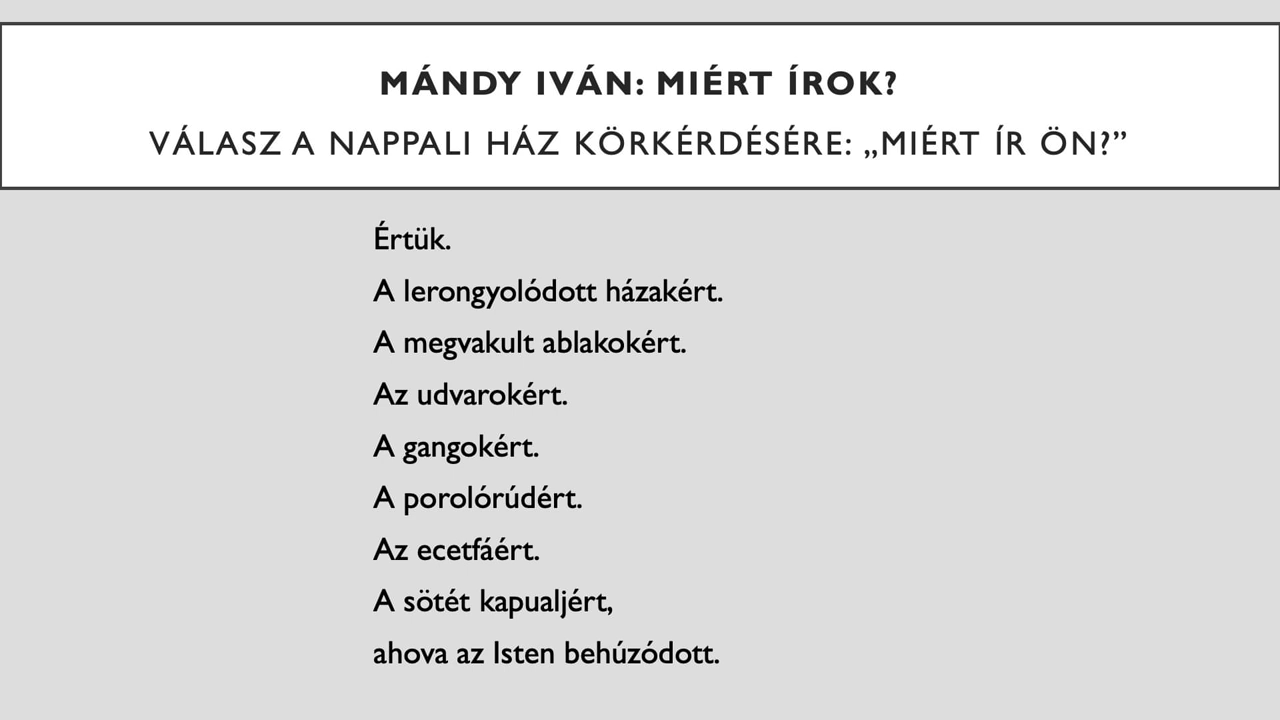 MÁNDY IVÁN: MIÉRT ÍROK?
VÁLASZ A NAPPALI HÁZ KÖRKÉRDÉSÉRE: „MIÉRT ÍR ÖN?”
Értük.
A lerongyolódott házakért.
A megvakult ablakokért.
Az udvarokért.
A gangokért.
A porolórúdért.
Az ecetfáért.
A sötét kapualjért,
ahova az Isten behúzódott.